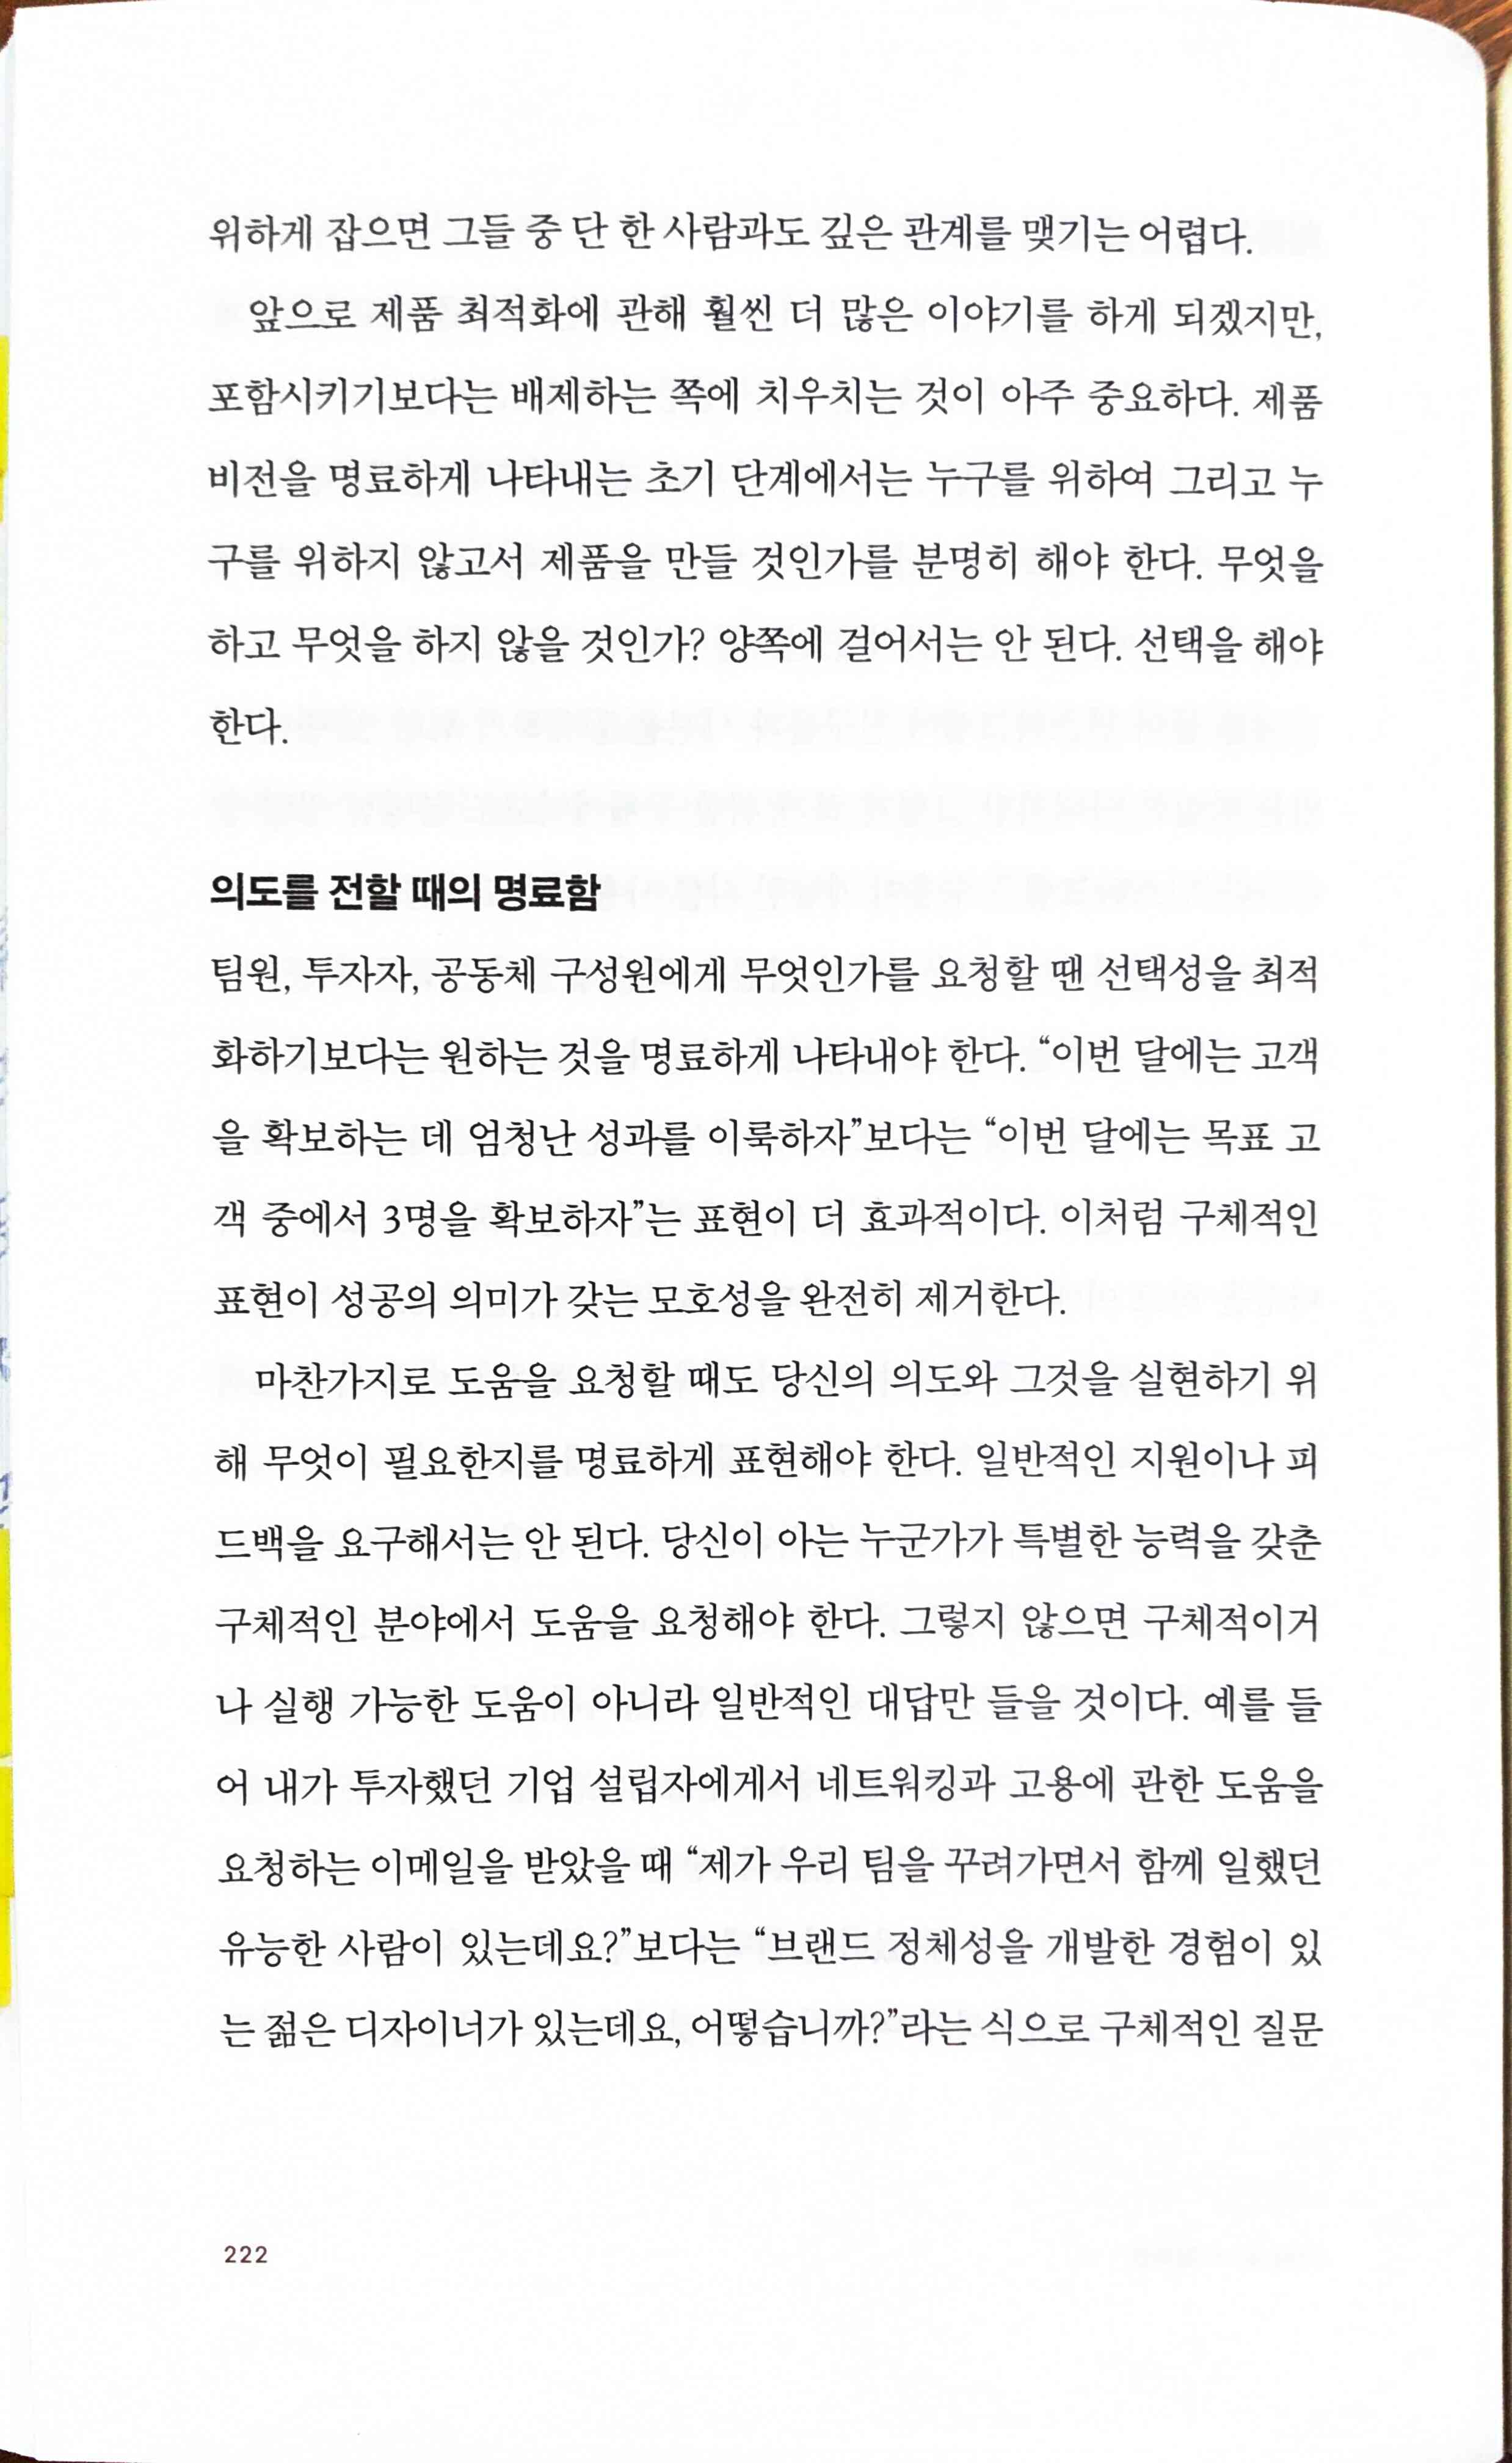 위하게 잡으면 그들 중 단 한 사람과도 깊은 관계를 맺기는 어렵다.
앞으로 제품 최적화에 관해 훨씬 더 많은 이야기를 하게 되겠지만,
포함시키기보다는 배제하는 쪽에 치우치는 것이 아주 중요하다. 제품
비전을 명료하게 나타내는 초기 단계에서는 누구를 위하여 그리고 누
구를 위하지 않고서 제품을 만들 것인가를 분명히 해야 한다. 무엇을
하고 무엇을 하지 않을 것인가? 양쪽에 걸어서는 안 된다. 선택을 해야
한다.
의도를 전할 때의 명료함
팀원, 투자자, 공동체 구성원에게 무엇인가를 요청할 땐 선택성을 최적
화하기보다는 원하는 것을 명료하게 나타내야 한다. “이번 달에는 고객
을 확보하는 데 엄청난 성과를 이룩하자”보다는 “이번 달에는 목표 고
객 중에서 3명을 확보하자”는 표현이 더 효과적이다. 이처럼 구체적인
표현이 성공의 의미가 갖는 모호성을 완전히 제거한다.
마찬가지로 도움을 요청할 때도 당신의 의도와 그것을 실현하기 위
해 무엇이 필요한지를 명료하게 표현해야 한다. 일반적인 지원이나 피
드백을 요구해서는 안 된다. 당신이 아는 누군가가 특별한 능력을 갖춘
구체적인 분야에서 도움을 요청해야 한다. 그렇지 않으면 구체적이거
나 실행 가능한 도움이 아니라 일반적인 대답만 들을 것이다. 예를 들
어 내가 투자했던 기업 설립자에게서 네트워킹과 고용에 관한 도움을
요청하는 이메일을 받았을 때 “제가 우리 팀을 꾸려가면서 함께 일했던
유능한 사람이 있는데요?”보다는 “브랜드 정체성을 개발한 경험이 있
는 젊은 디자이너가 있는데요, 어떻습니까?”라는 식으로 구체적인 질문
222